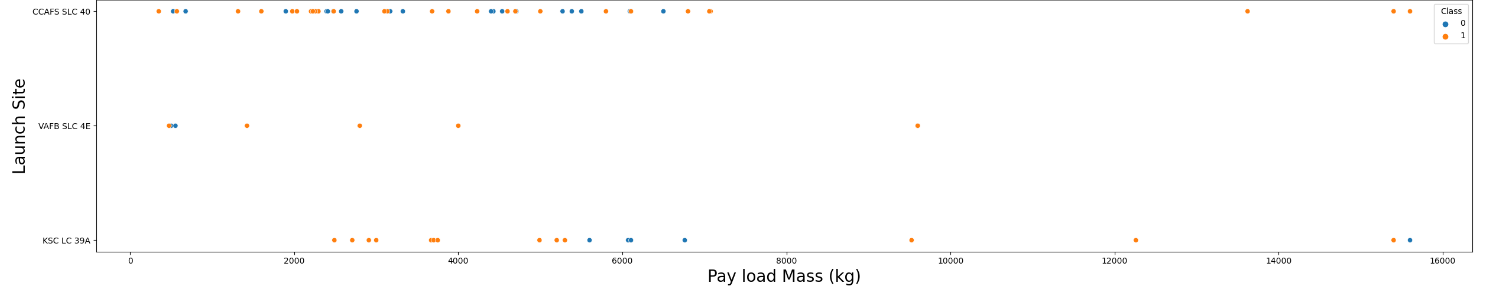 CCAFS SLC 40
VAFB SLC 4E
KSC LC 39A
Launch Site
0 2000 4000 6000 8000 10000 12000 14000 16000
Pay load Mass (kg)
Class
0
1